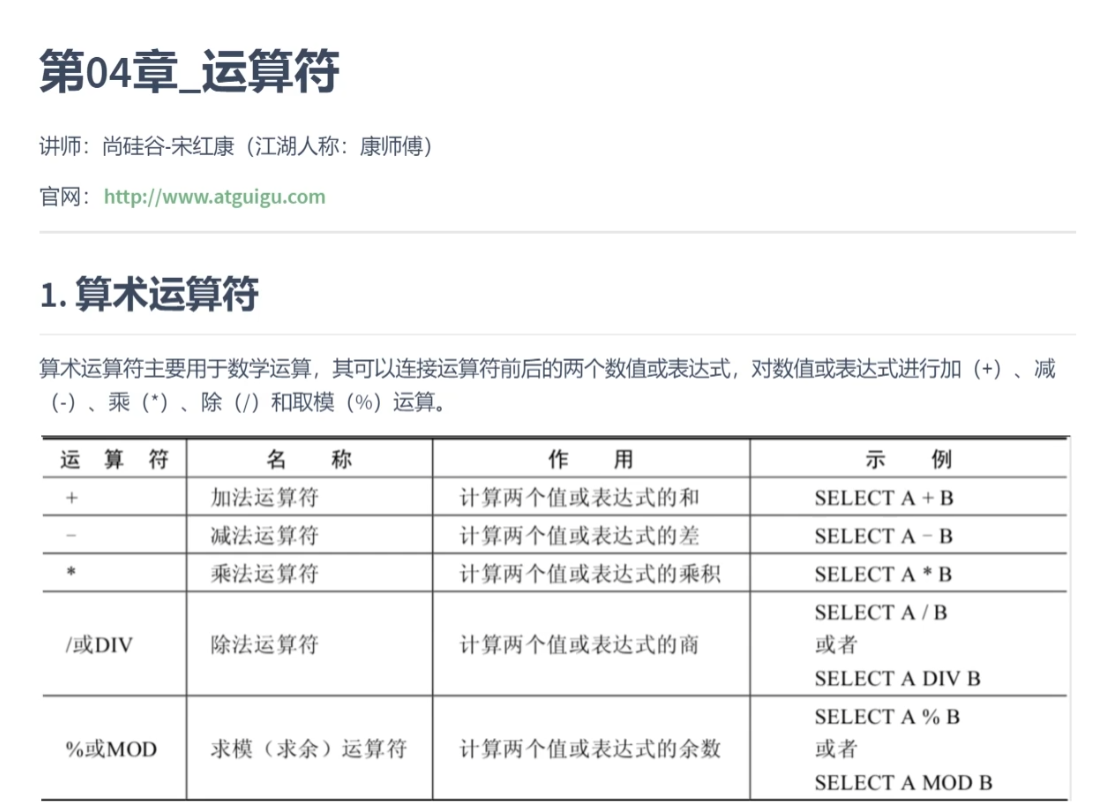 第04章_运算符
讲师：尚硅谷-宋红康（江湖人称：康师傅）
官网：http://www.atguigu.com
1. 算术运算符
算术运算符主要用于数学运算，其可以连接运算符前后的两个数值或表达式，对数值或表达式进行加（+）、减
（-）、乘（*）、除（/）和取模（%）运算。
运 算 符 名 称 作 用 示 例
+ 加法运算符 计算两个值或表达式的和 SELECT A + B
- 减法运算符 计算两个值或表达式的差 SELECT A - B
* 乘法运算符 计算两个值或表达式的乘积 SELECT A * B
/或DIV 除法运算符 计算两个值或表达式的商 SELECT A / B
或者
SELECT A DIV B
%或MOD 求模（求余）运算符 计算两个值或表达式的余数 SELECT A % B
或者
SELECT A MOD B